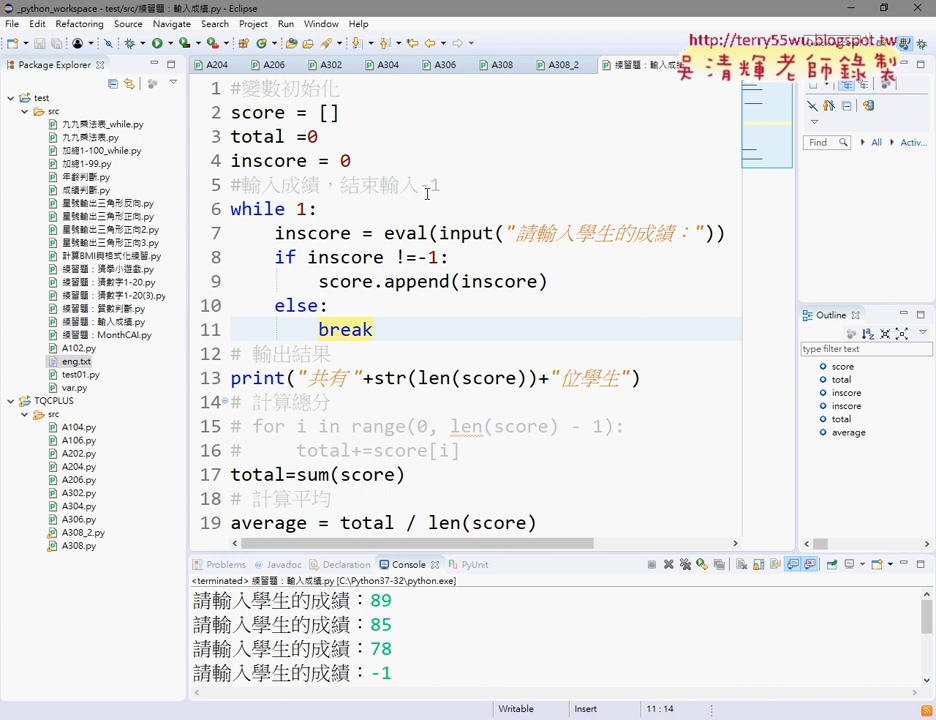 _python_workspace - test/src/練習題：輸入成績.py - Eclipse
File Edit Refactoring Source Navigate Search Project Run Window Help
http://terry55wu.blogspot.tw
吳清輝老師錄製
Package Explorer
A204 A206 A302 A304 A306 A308 A308_2 練習題：輸入成
test
src
九九乘法表_while.py
九九乘法表.py
加總1-100_while.py
加總1-99.py
年齡判斷.py
成績判斷.py
星號輸出三角形反向.py
星號輸出三角形正向.py
星號輸出三角形正向2.py
星號輸出三角形正向3.py
計算BMI與格式化練習.py
練習題：猜學小遊戲.py
練習題：猜數字1-20.py
練習題：猜數字1-20(3).py
練習題：質數判斷.py
練習題：輸入成績.py
練習題：MonthCAI.py
A102.py
eng.txt
test01.py
var.py
TQCPLUS
src
A104.py
A106.py
A202.py
A204.py
A206.py
A302.py
A304.py
A306.py
A308_2.py
A308.py
1 #變數初始化
2 score = []
3 total =0
4 inscore = 0
5 #輸入成績，結束輸入-1
6 while 1:
7 inscore = eval(input("請輸入學生的成績："))
8 if inscore !=-1:
9 score.append(inscore)
10 else:
11 break
12 # 輸出結果
13 print("共有"+str(len(score))+"位學生")
14 # 計算總分
15 # for i in range(0, len(score) - 1):
16 # total+=score[i]
17 total=sum(score)
18 # 計算平均
19 average = total / len(score)
Find All Activ...
Outline
type filter text
score
total
inscore
inscore
total
average
Problems Javadoc Declaration Console PyUnit
<terminated> 練習題：輸入成績.py [C:\Python37-32\python.exe]
請輸入學生的成績：89
請輸入學生的成績：85
請輸入學生的成績：78
請輸入學生的成績：-1
Writable Insert 11 : 14